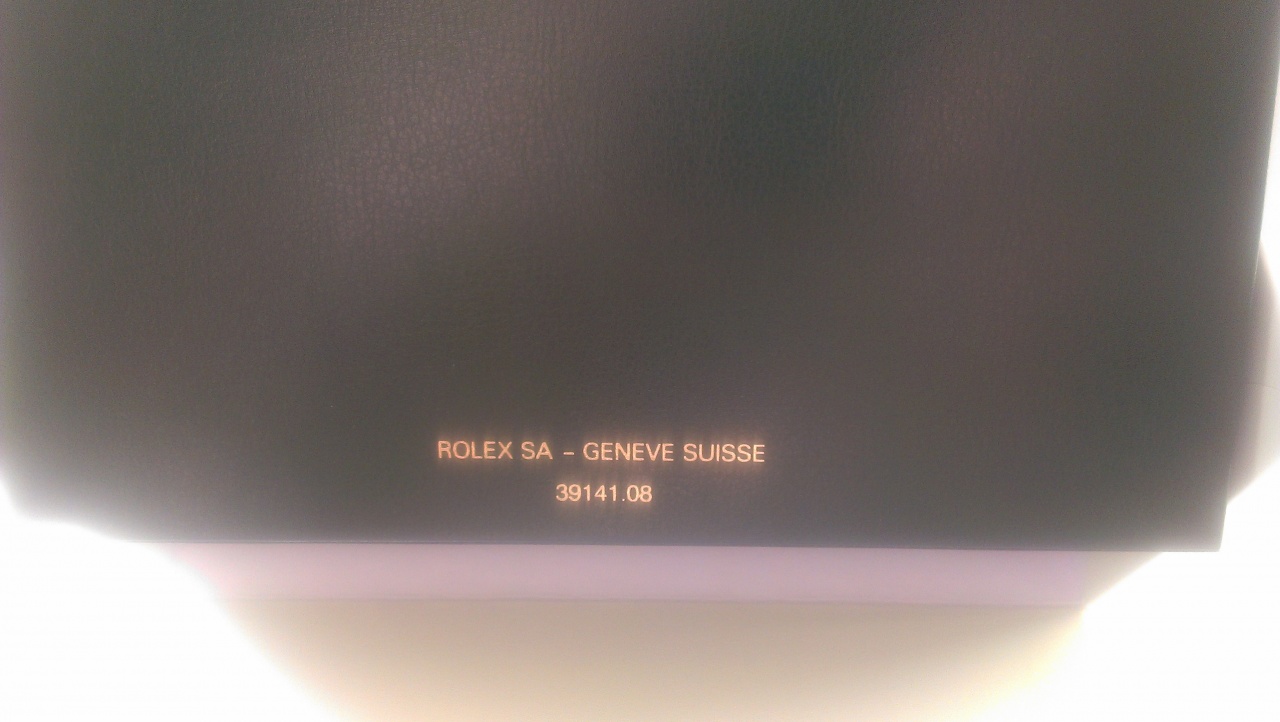 ROLEX SA – GENEVE SUISSE
39141.08